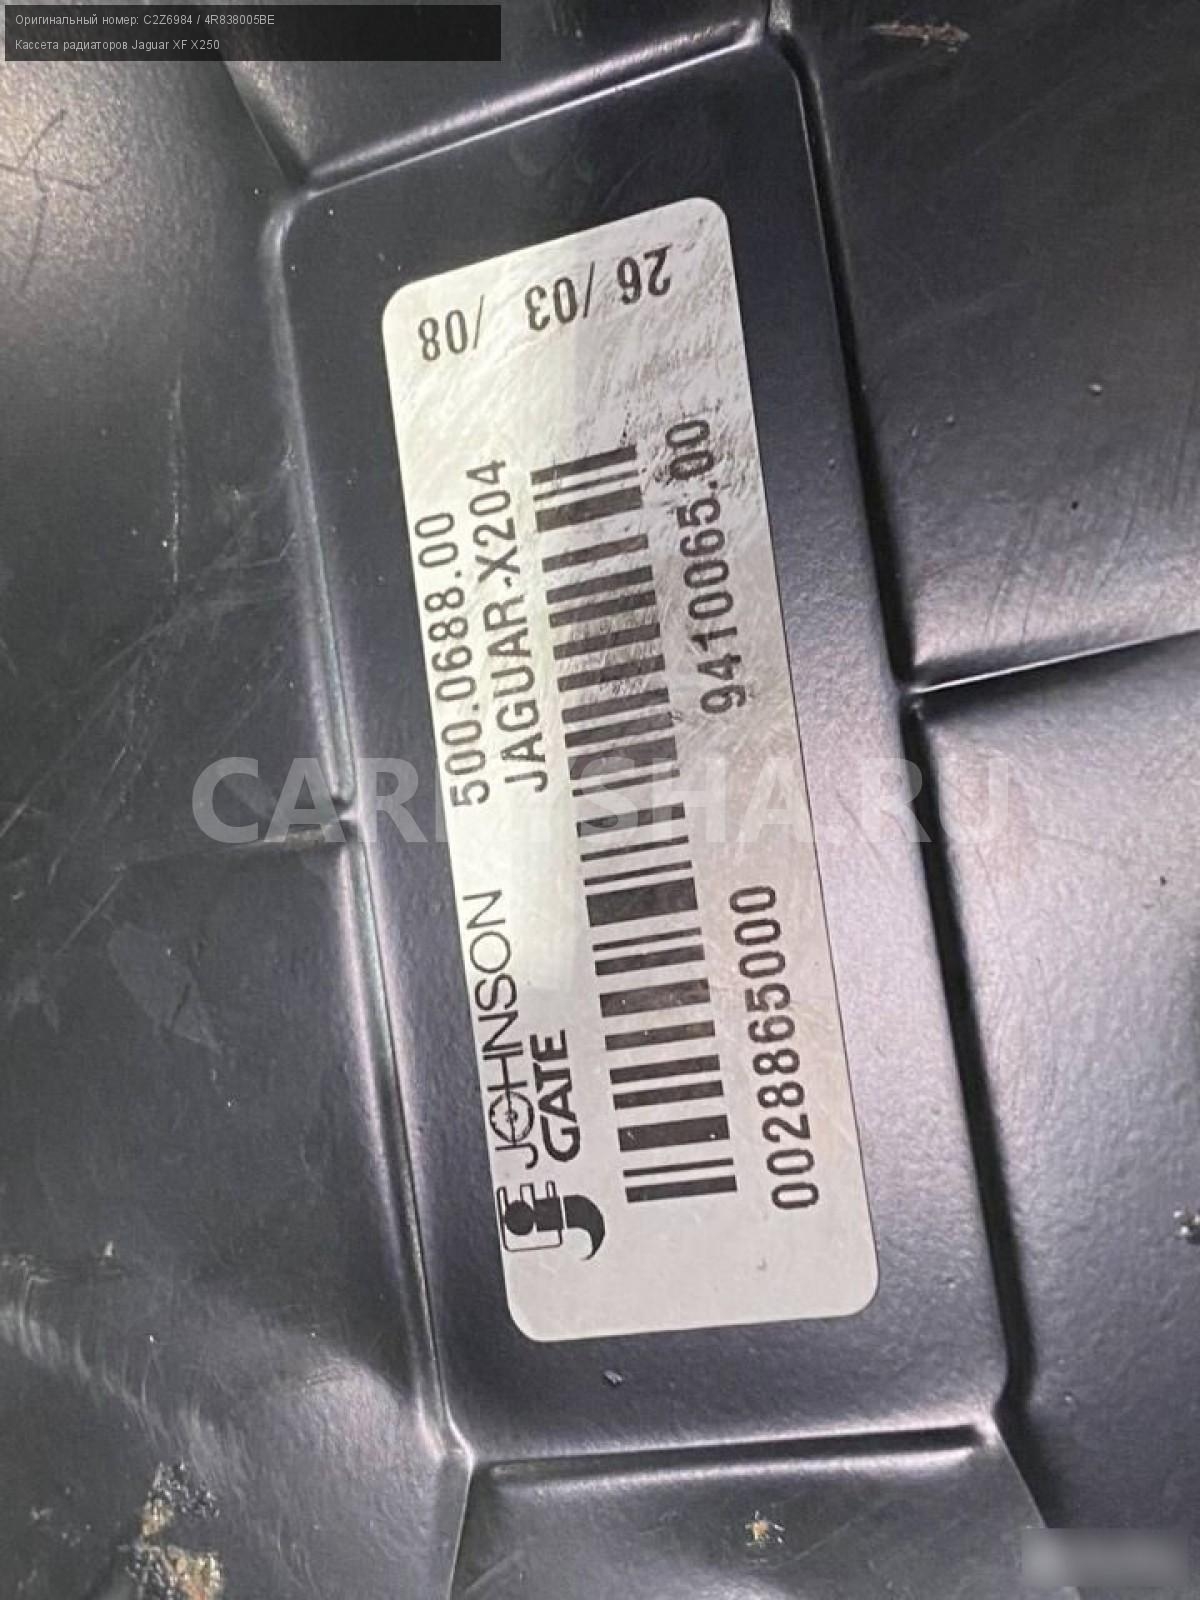 Оригинальный номер: C2Z6984 / 4R838005BE
Кассета радиаторов Jaguar XF X250
26/03 /08
JOHNSON 500.0688.00
GATE JAGUAR-X204
0028865000 9410065.00